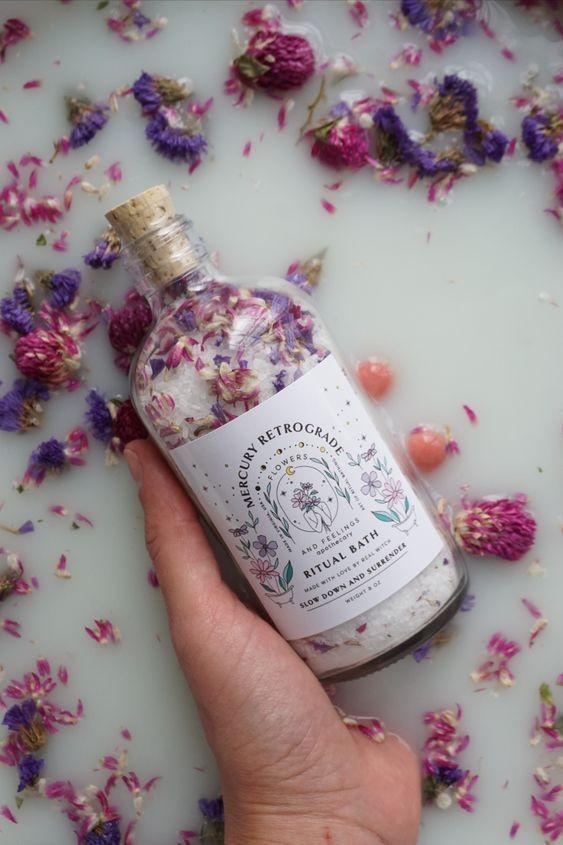 MERCURY RETROGRADE
FLOWERS
AND FEELINGS
apothecary
RITUAL BATH
MADE WITH LOVE BY REAL WITCH
SLOW DOWN AND SURRENDER
WEIGHT 8 OZ